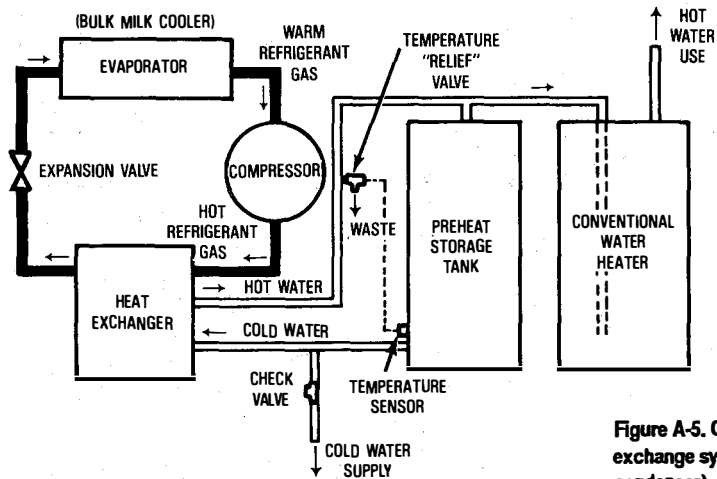 (BULK MILK COOLER)
EVAPORATOR
WARM
REFRIGERANT
GAS
TEMPERATURE
"RELIEF"
VALVE
HOT
WATER
USE
EXPANSION VALVE
COMPRESSOR
HOT
REFRIGERANT
GAS
WASTE
PREHEAT
STORAGE
TANK
CONVENTIONAL
WATER
HEATER
HEAT
EXCHANGER
HOT WATER
COLD WATER
CHECK
VALVE
TEMPERATURE
SENSOR
COLD WATER
SUPPLY
Figure A-5.
exchange